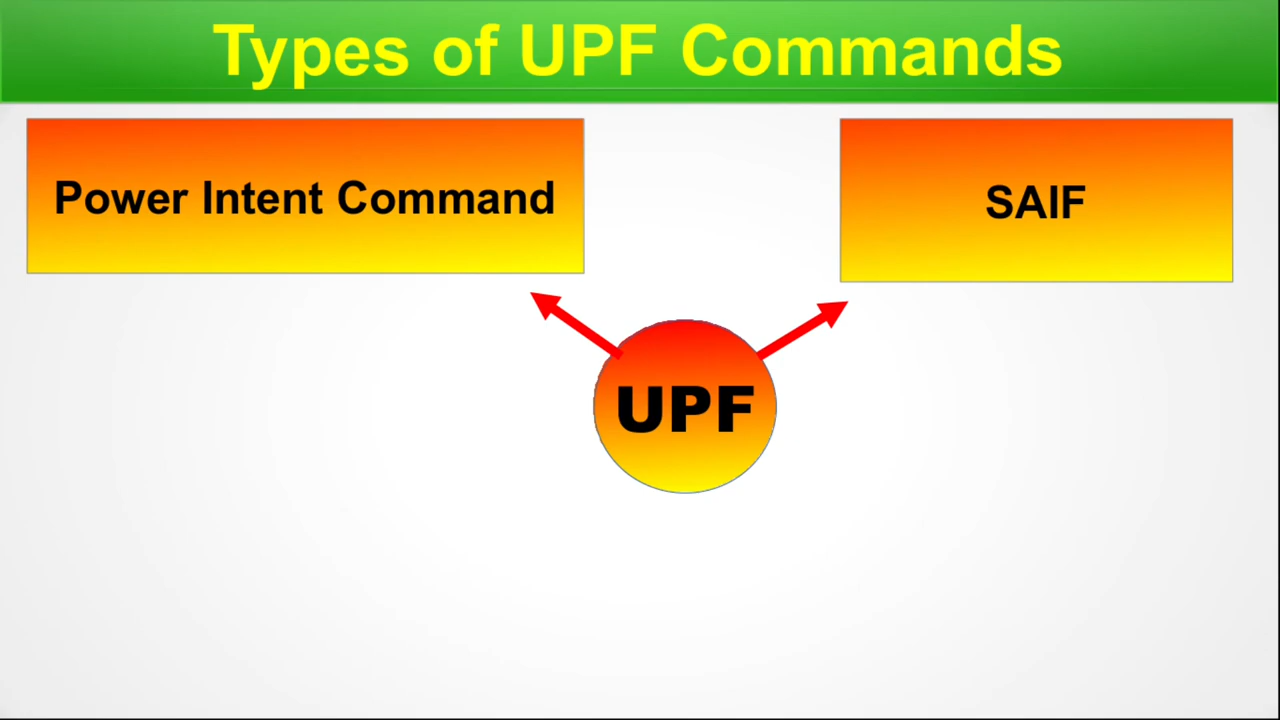 Types of UPF Commands
Power Intent Command
SAIF
UPF